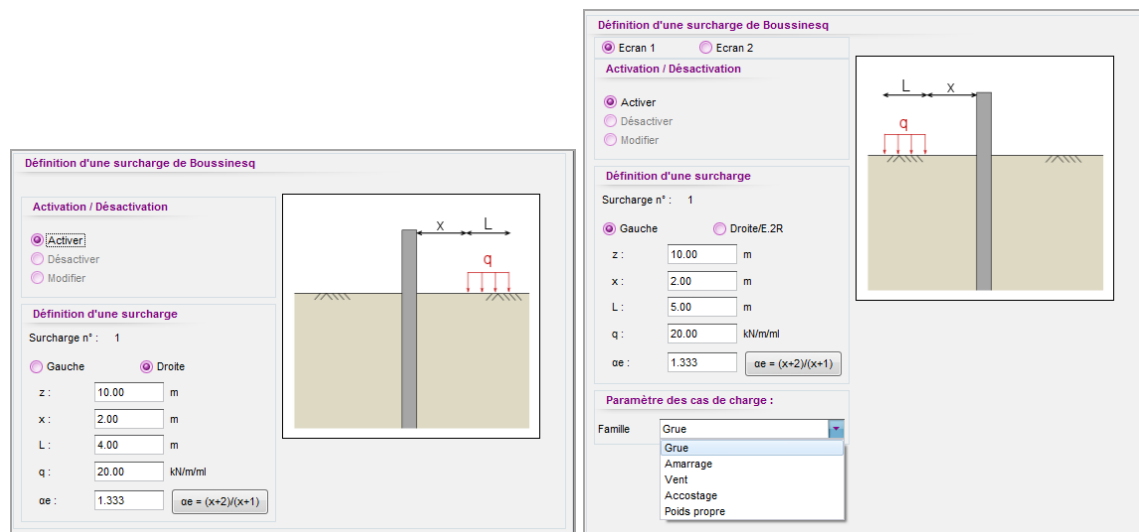 Définition d'une surcharge de Boussinesq
Activation / Désactivation
Activer
Désactiver
Modifier
Définition d'une surcharge
Surcharge n° : 1
Gauche Droite
z : 10.00 m
x : 2.00 m
L : 4.00 m
q : 20.00 kN/m/ml
αe : 1.333 αe = (x+2)/(x+1)
x L
q
Définition d'une surcharge de Boussinesq
Ecran 1 Ecran 2
Activation / Désactivation
Activer
Désactiver
Modifier
Définition d'une surcharge
Surcharge n° : 1
Gauche Droite/E.2R
z : 10.00 m
x : 2.00 m
L : 5.00 m
q : 20.00 kN/m/ml
αe : 1.333 αe = (x+2)/(x+1)
Paramètre des cas de charge :
Famille Grue
Grue
Amarrage
Vent
Accostage
Poids propre
L x
q